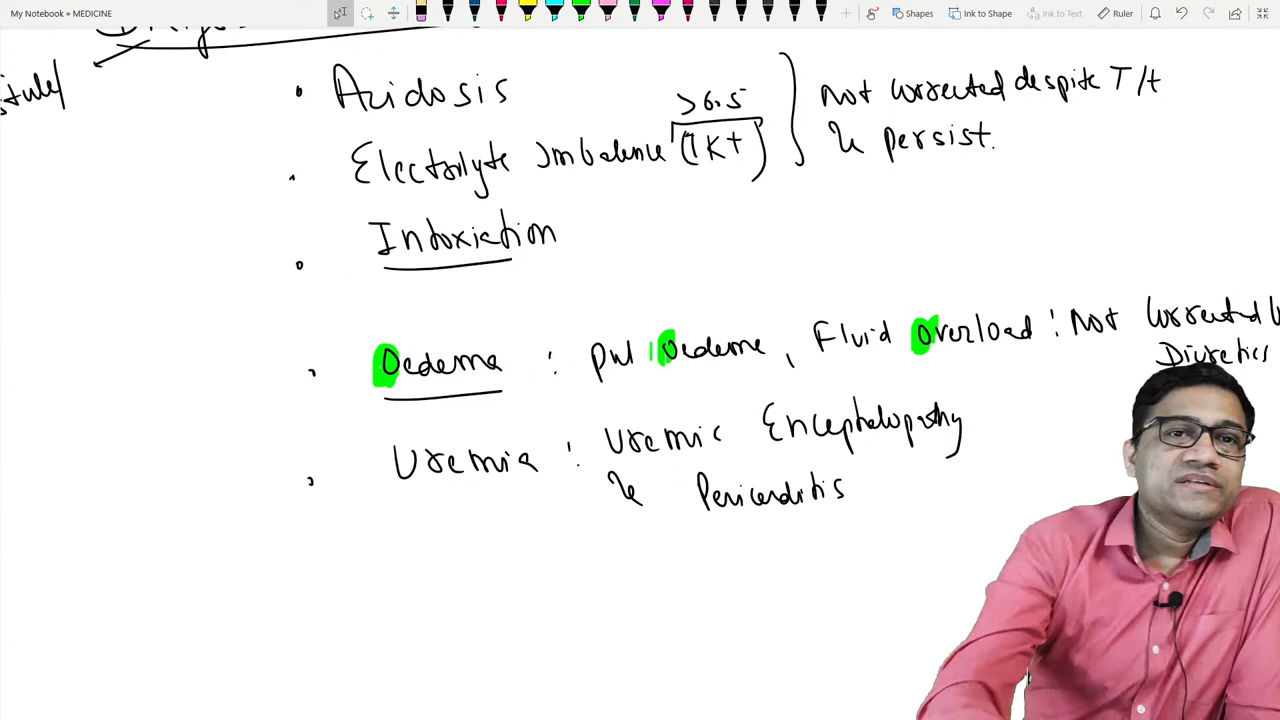 My Notebook » MEDICINE
Shapes
Ink to Shape
Ink to Text
Ruler
• Acidosis
>6.5
• Electrolyte Imbalance (↑K+) } not corrected despite T/t & persist.
• Intoxication
• Oedema : Pul Oedema, Fluid Overload : Not corrected
Diuretics
• Uremia : Uremic Encephalopathy
& Pericarditis